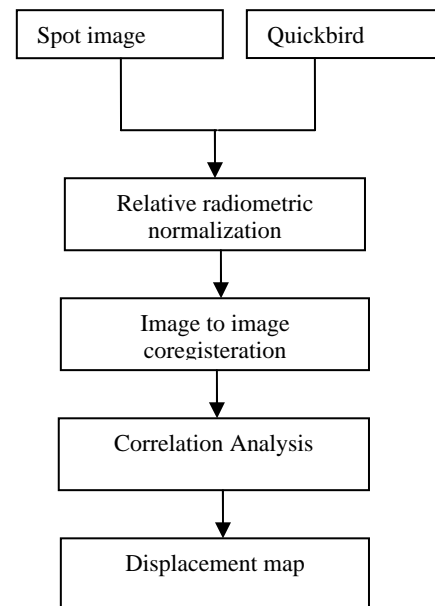 Spot image
Quickbird
Relative radiometric
normalization
Image to image
coregisteration
Correlation Analysis
Displacement map